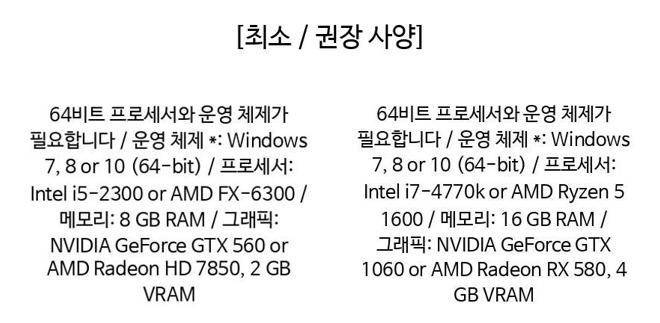 [최소 / 권장 사양]
64비트 프로세서와 운영 체제가
필요합니다 / 운영 체제 *: Windows
7, 8 or 10 (64-bit) / 프로세서:
Intel i5-2300 or AMD FX-6300 /
메모리: 8 GB RAM / 그래픽:
NVIDIA GeForce GTX 560 or
AMD Radeon HD 7850, 2 GB
VRAM
64비트 프로세서와 운영 체제가
필요합니다 / 운영 체제 *: Windows
7, 8 or 10 (64-bit) / 프로세서:
Intel i7-4770k or AMD Ryzen 5
1600 / 메모리: 16 GB RAM /
그래픽: NVIDIA GeForce GTX
1060 or AMD Radeon RX 580, 4
GB VRAM